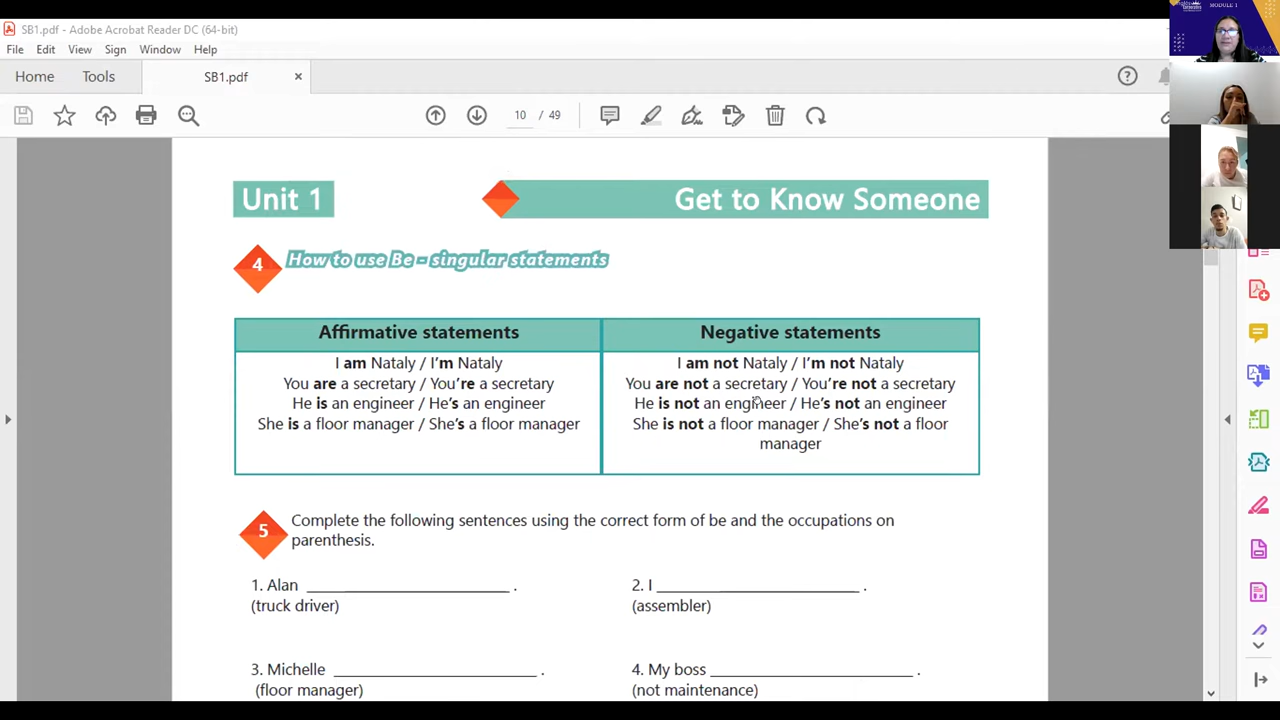 SB1.pdf - Adobe Acrobat Reader DC (64-bit)
File Edit View Sign Window Help
Home Tools SB1.pdf ×
10 / 49
MODULE 1
Unit 1 Get to Know Someone
4 How to use Be - singular statements
Affirmative statements
I am Nataly / I'm Nataly
You are a secretary / You're a secretary
He is an engineer / He's an engineer
She is a floor manager / She's a floor manager
Negative statements
I am not Nataly / I'm not Nataly
You are not a secretary / You're not a secretary
He is not an engineer / He's not an engineer
She is not a floor manager / She's not a floor
manager
5 Complete the following sentences using the correct form of be and the occupations on
parenthesis.
1. Alan ________________________ .
(truck driver)
2. I ________________________ .
(assembler)
3. Michelle ________________________ .
(floor manager)
4. My boss ________________________ .
(not maintenance)